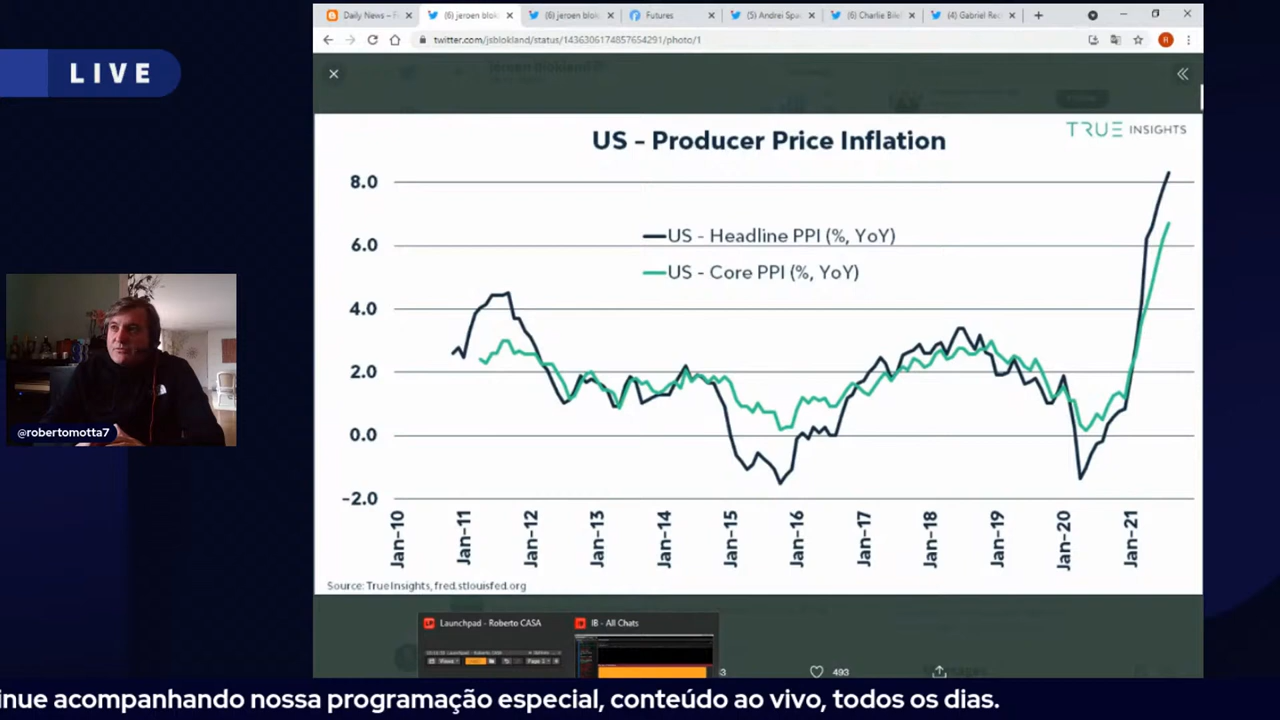 Daily News – F
(6) jeroen blok
jeroen blok
Futures
(5) Andrei Spa
(6) Charlie Bile
(4) Gabriel Rec
twitter.com/jsblokland/status/1436306174857654291/photo/1
LIVE
jeroen blokland
US – Producer Price Inflation
TRUE INSIGHTS
8.0
US - Headline PPI (%, YoY)
6.0
US - Core PPI (%, YoY)
4.0
2.0
0.0
-2.0
Jan-10
Jan-11
Jan-12
Jan-13
Jan-14
Jan-15
Jan-16
Jan-17
Jan-18
Jan-19
Jan-20
Jan-21
@robertomotta7
Source: TrueInsights, fred.stlouisfed.org
Launchpad - Roberto CASA
IB - All Chats
493
inue acompanhando nossa programação especial, conteúdo ao vivo, todos os dias.